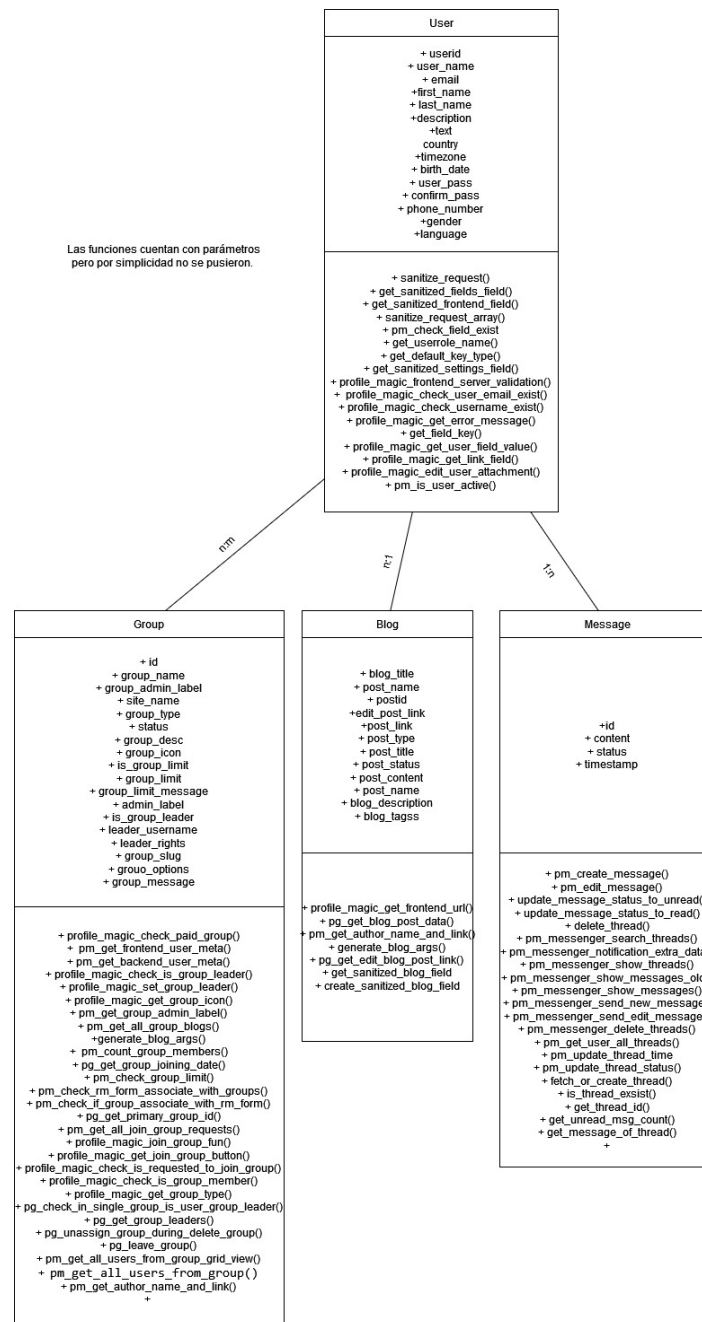 User
+ userid
+ user_name
+ email
+first_name
+ last_name
+description
+text
country
+timezone
+ birth_date
+ user_pass
+ confirm_pass
+ phone_number
+gender
+language
Las funciones cuentan con parámetros
pero por simplicidad no se pusieron.
+ sanitize_request()
+ get_sanitized_fields_field()
+ get_sanitized_frontend_field()
+ sanitize_request_array()
+ pm_check_field_exist
+ get_userrole_name()
+ get_default_key_type()
+ get_sanitized_settings_field()
+ profile_magic_frontend_server_validation()
+ profile_magic_check_user_email_exist()
+ profile_magic_check_username_exist()
+ profile_magic_get_error_message()
+ get_field_key()
+ profile_magic_get_user_field_value()
+ profile_magic_get_link_field()
+ profile_magic_edit_user_attachment()
+ pm_is_user_active()
n:m
n:1
1:n
Group
+ id
+ group_name
+ group_admin_label
+ site_name
+ group_type
+ status
+ group_desc
+ group_icon
+ is_group_limit
+ group_limit
+ group_limit_message
+ admin_label
+ is_group_leader
+ leader_username
+ leader_rights
+ group_slug
+ grouo_options
+ group_message
+ profile_magic_check_paid_group()
+ pm_get_frontend_user_meta()
+ pm_get_backend_user_meta()
+ profile_magic_check_is_group_leader()
+ profile_magic_set_group_leader()
+ profile_magic_get_group_icon()
+ pm_get_group_admin_label()
+ pm_get_all_group_blogs()
+generate_blog_args()
+ pm_count_group_members()
+ pg_get_group_joining_date()
+ pm_check_group_limit()
+ pm_check_rm_form_associate_with_groups()
+ pm_check_if_group_associate_with_rm_form()
+ pg_get_primary_group_id()
+ pm_get_all_join_group_requests()
+ profile_magic_join_group_fun()
+ profile_magic_get_join_group_button()
+ profile_magic_check_is_requested_to_join_group()
+ profile_magic_check_is_group_member()
+ profile_magic_get_group_type()
+ pg_check_in_single_group_is_user_group_leader()
+ pg_get_group_leaders()
+ pg_unassign_group_during_delete_group()
+ pg_leave_group()
+ pm_get_all_users_from_group_grid_view()
+ pm_get_all_users_from_group()
+ pm_get_author_name_and_link()
+
Blog
+ blog_title
+ post_name
+ postid
+edit_post_link
+post_link
+ post_type
+ post_title
+ post_status
+ post_content
+ post_name
+ blog_description
+ blog_tagss
+ profile_magic_get_frontend_url()
+ pg_get_blog_post_data()
+ pm_get_author_name_and_link()
+ generate_blog_args()
+ pg_get_edit_blog_post_link()
+ get_sanitized_blog_field
+ create_sanitized_blog_field
Message
+id
+ content
+ status
+ timestamp
+ pm_create_message()
+ pm_edit_message()
+ update_message_status_to_unread()
+ update_message_status_to_read()
+ delete_thread()
+ pm_messenger_search_threads()
+ pm_messenger_notification_extra_data
+ pm_messenger_show_threads()
+ pm_messenger_show_messages_old
+ pm_messenger_show_messages()
+ pm_messenger_send_new_message
+ pm_messenger_send_edit_message
+ pm_messenger_delete_threads()
+ pm_get_user_all_threads()
+ pm_update_thread_time
+ pm_update_thread_status()
+ fetch_or_create_thread()
+ is_thread_exsist()
+ get_thread_id()
+ get_unread_msg_count()
+ get_message_of_thread()
+